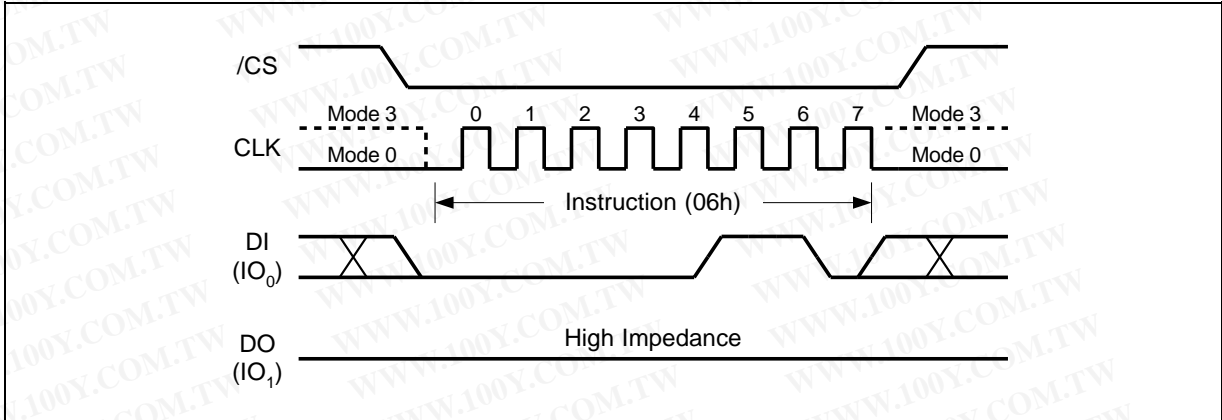 /CS
Mode 3 0 1 2 3 4 5 6 7 Mode 3
CLK
Mode 0 Mode 0
Instruction (06h)
DI
(IO0)
High Impedance
DO
(IO1)
WWW.100Y.COM.TW